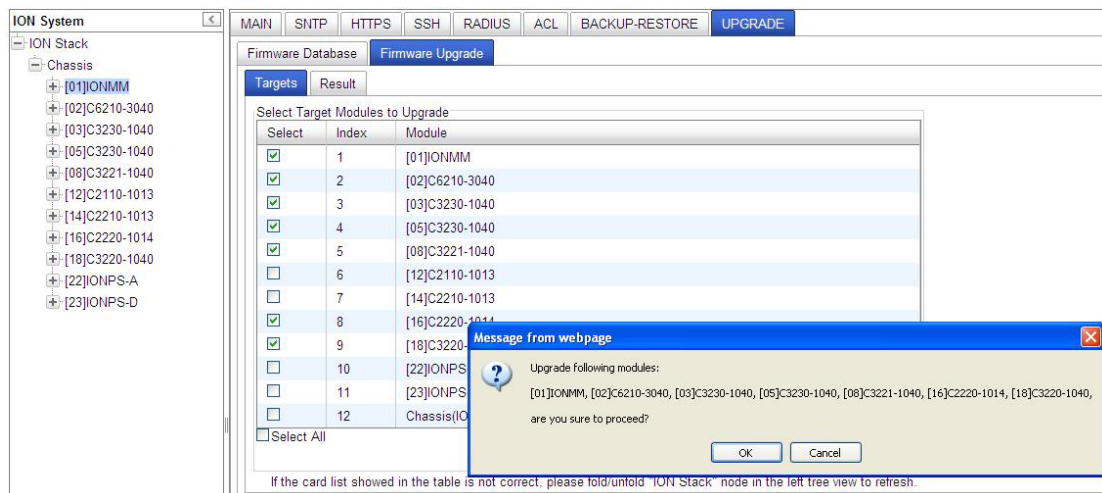 ION System
ION Stack
Chassis
[01]IONMM
[02]C6210-3040
[03]C3230-1040
[05]C3230-1040
[08]C3221-1040
[12]C2110-1013
[14]C2210-1013
[16]C2220-1014
[18]C3220-1040
[22]IONPS-A
[23]IONPS-D
MAIN SNTP HTTPS SSH RADIUS ACL BACKUP-RESTORE UPGRADE
Firmware Database Firmware Upgrade
Targets Result
Select Target Modules to Upgrade
Select Index Module
1 [01]IONMM
2 [02]C6210-3040
3 [03]C3230-1040
4 [05]C3230-1040
5 [08]C3221-1040
6 [12]C2110-1013
7 [14]C2210-1013
8 [16]C2220-1014
9 [18]C3220-
10 [22]IONPS
11 [23]IONPS
12 Chassis(IO
Select All
If the card list showed in the table is not correct, please fold/unfold "ION Stack" node in the left tree view to refresh.
Message from webpage
Upgrade following modules:
[01]IONMM, [02]C6210-3040, [03]C3230-1040, [05]C3230-1040, [08]C3221-1040, [16]C2220-1014, [18]C3220-1040,
are you sure to proceed?
OK Cancel